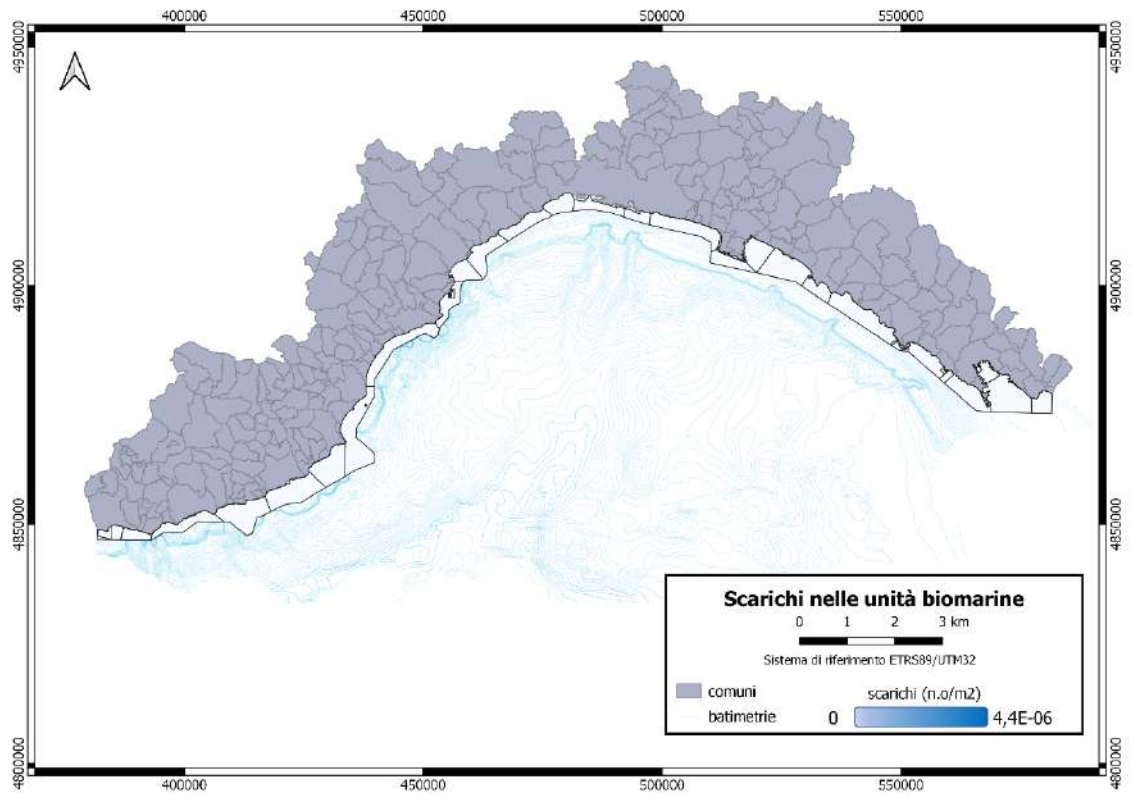 400000 450000 500000 550000
4950000 4950000
4900000 4900000
4850000 4850000
4800000 4800000
Scarichi nelle unità biomarine
0 1 2 3 km
Sistema di riferimento ETRS89/UTM32
comuni
batimetrie
scarichi (n.o/m2)
0 4,4E-06
400000 450000 500000 550000